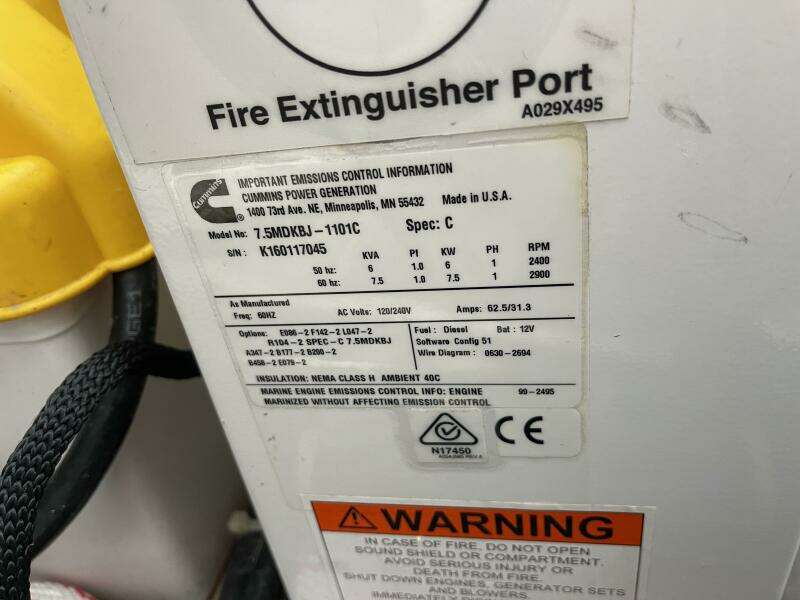 Fire Extinguisher Port
A029X495
Cummins
IMPORTANT EMISSIONS CONTROL INFORMATION
CUMMINS POWER GENERATION
1400 73rd Ave. NE, Minneapolis, MN 55432 Made in U.S.A.
Model No: 7.5MDKBJ-1101C Spec: C
S/N : K160117045
KVA Pf KW PH RPM
50 hz: 6 1.0 6 1 2400
60 hz: 7.5 1.0 7.5 1 2900
As Manufactured
Freq: 60HZ AC Volts: 120/240V Amps: 62.5/31.3
Options: E086-2 F142-2 L047-2
R104-2 SPEC-C 7.5MDKBJ
A347-2 B177-2 B200-2
B456-2 E079-2
Fuel : Diesel Bat : 12V
Software Config 51
Wire Diagram : 0630-2694
INSULATION: NEMA CLASS H AMBIENT 40C
MARINE ENGINE EMISSIONS CONTROL INFO: ENGINE 99-2495
MARINIZED WITHOUT AFFECTING EMISSION CONTROL
N17450
CE
WARNING
IN CASE OF FIRE, DO NOT OPEN
SOUND SHIELD OR COMPARTMENT.
AVOID SERIOUS INJURY OR
DEATH FROM FIRE.
SHUT DOWN ENGINES, GENERATOR SETS
AND BLOWERS.